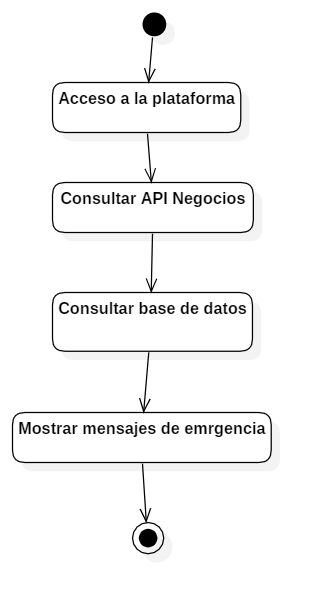 Acceso a la plataforma
Consultar API Negocios
Consultar base de datos
Mostrar mensajes de emrgencia